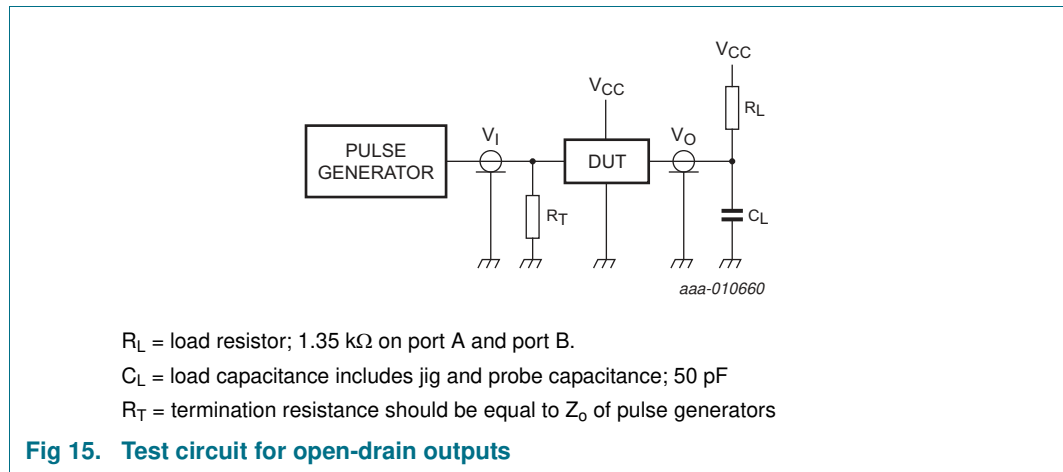 VCC
VCC
RL
PULSE
GENERATOR
VI
DUT
VO
RT
CL
aaa-010660
RL = load resistor; 1.35 kΩ on port A and port B.
CL = load capacitance includes jig and probe capacitance; 50 pF
RT = termination resistance should be equal to Zo of pulse generators
Fig 15. Test circuit for open-drain outputs